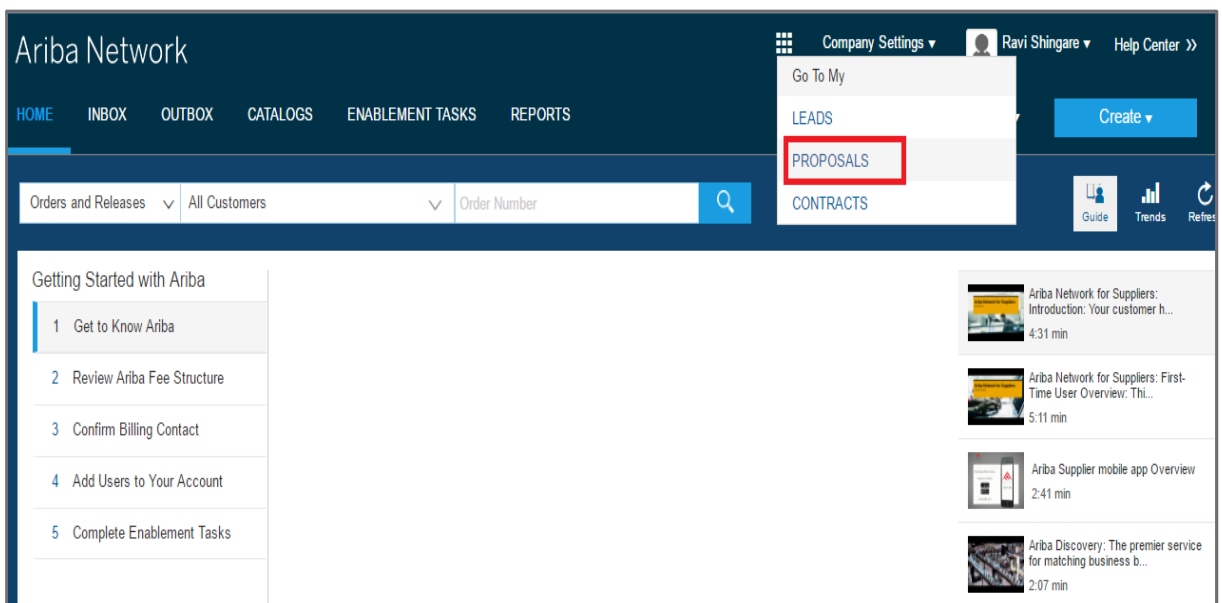 Ariba Network
Company Settings ▾
Ravi Shingare ▾
Help Center »
Go To My
HOME
INBOX
OUTBOX
CATALOGS
ENABLEMENT TASKS
REPORTS
LEADS
Create ▾
PROPOSALS
CONTRACTS
Orders and Releases
All Customers
Order Number
Guide
Trends
Refres
Getting Started with Ariba
1 Get to Know Ariba
2 Review Ariba Fee Structure
3 Confirm Billing Contact
4 Add Users to Your Account
5 Complete Enablement Tasks
Ariba Network for Suppliers:
Introduction: Your customer h...
4:31 min
Ariba Network for Suppliers: First-
Time User Overview: Thi...
5:11 min
Ariba Supplier mobile app Overview
2:41 min
Ariba Discovery: The premier service
for matching business b...
2:07 min